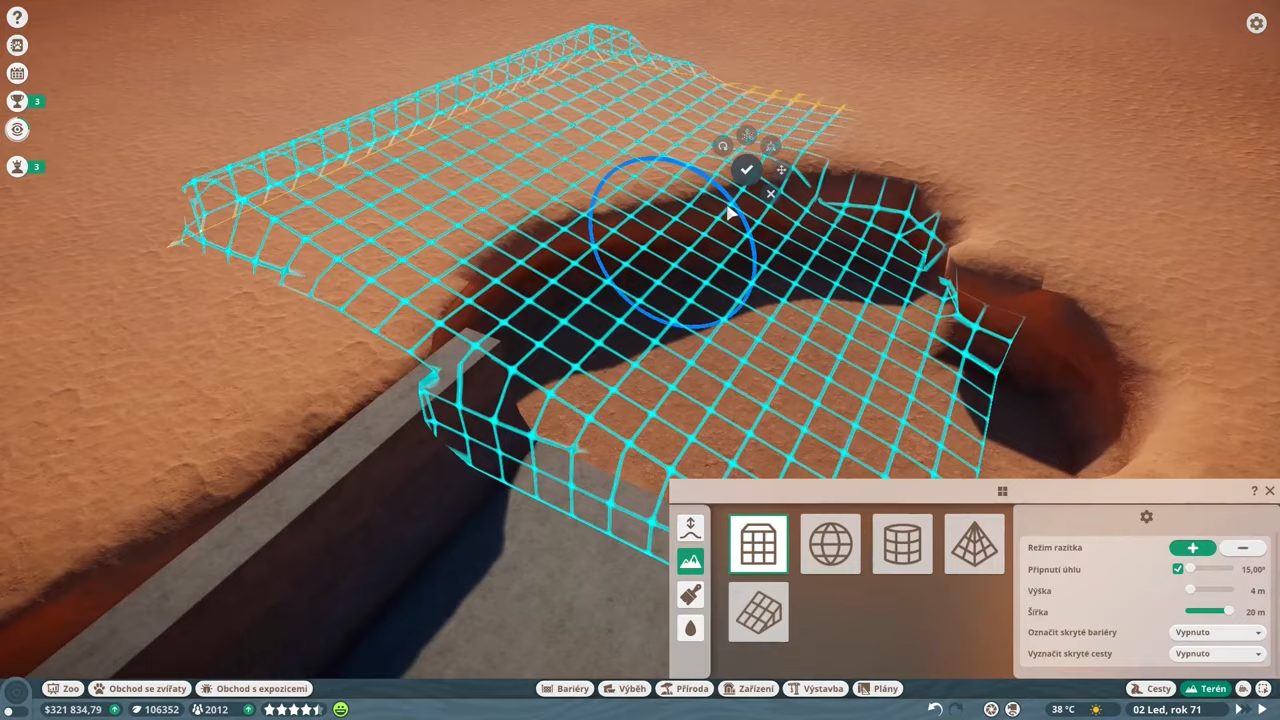 ?
3
3
?
Režim razítka
Připnutí úhlu 15,00°
Výška 4 m
Šířka 20 m
Označit skryté bariéry Vypnuto
Vyznačit skryté cesty Vypnuto
Zoo Obchod se zvířaty Obchod s expozicemi Bariéry Výběh Příroda Zařízení Výstavba Plány Cesty Terén
$321 834,79 106352 2012 38 °C 02 Led, rok 71